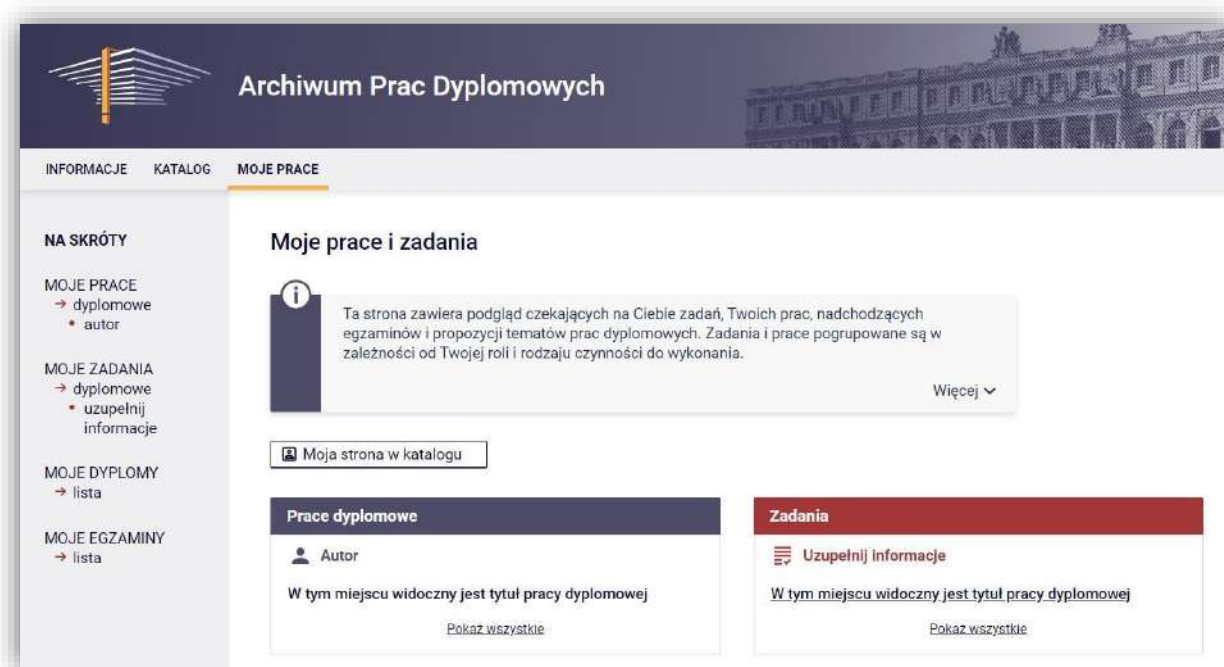 Archiwum Prac Dyplomowych
INFORMACJE KATALOG MOJE PRACE
NA SKRÓTY
MOJE PRACE
→ dyplomowe
• autor
MOJE ZADANIA
→ dyplomowe
• uzupełnij
informacje
MOJE DYPLOMY
→ lista
MOJE EGZAMINY
→ lista
Moje prace i zadania
Ta strona zawiera podgląd czekających na Ciebie zadań, Twoich prac, nadchodzących
egzaminów i propozycji tematów prac dyplomowych. Zadania i prace pogrupowane są w
zależności od Twojej roli i rodzaju czynności do wykonania.
Więcej
Moja strona w katalogu
Prace dyplomowe
Autor
W tym miejscu widoczny jest tytuł pracy dyplomowej
Pokaż wszystkie
Zadania
Uzupełnij informacje
W tym miejscu widoczny jest tytuł pracy dyplomowej
Pokaż wszystkie